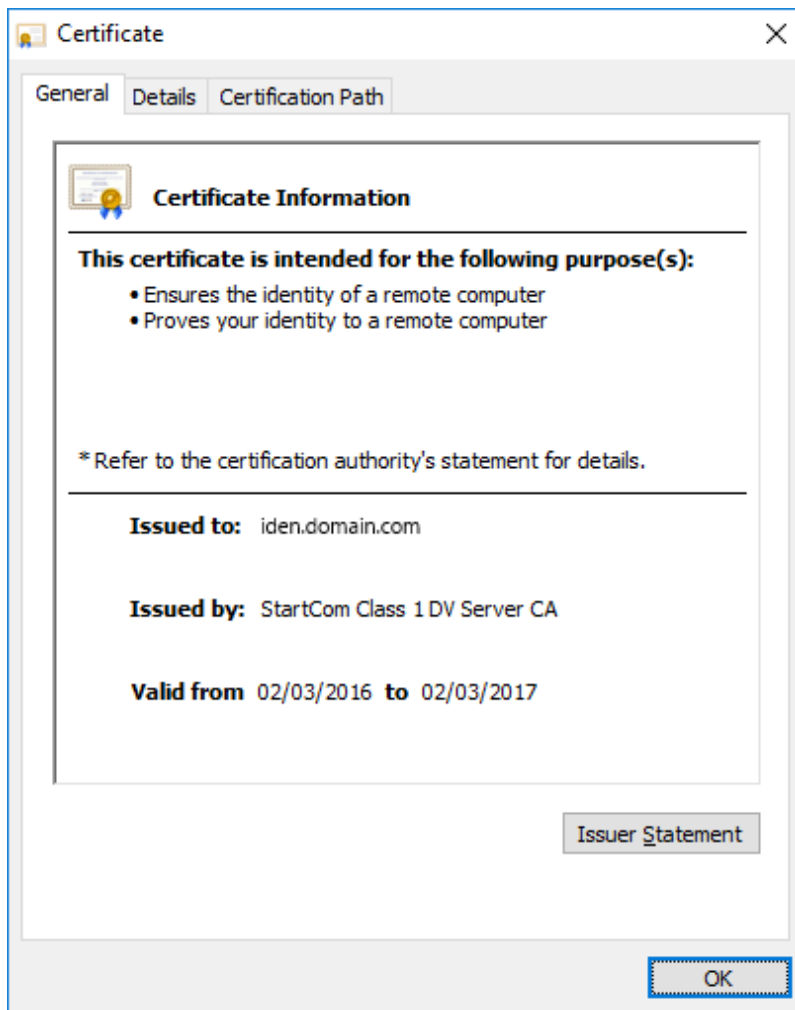 Certificate
General Details Certification Path
Certificate Information
This certificate is intended for the following purpose(s):
• Ensures the identity of a remote computer
• Proves your identity to a remote computer
* Refer to the certification authority's statement for details.
Issued to: iden.domain.com
Issued by: StartCom Class 1 DV Server CA
Valid from 02/03/2016 to 02/03/2017
Issuer Statement
OK